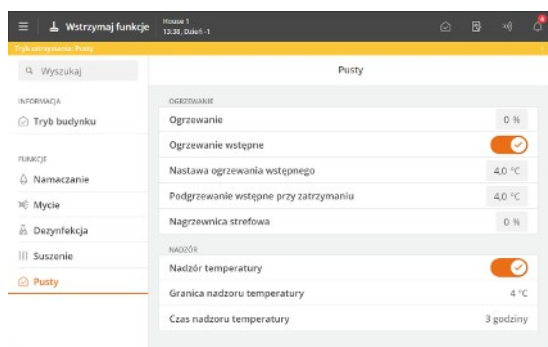 Wstrzymaj funkcje
House 1
13:38, Dzień -1
Tryb zatrzymania: Pusty
Wyszukaj
Pusty
INFORMACJA
Tryb budynku
FUNKCJE
Namaczanie
Mycie
Dezynfekcja
Suszenie
Pusty
OGRZEWANIE
Ogrzewanie 0 %
Ogrzewanie wstępne
Nastawa ogrzewania wstępnego 4,0 °C
Podgrzewanie wstępne przy zatrzymaniu 4,0 °C
Nagrzewnica strefowa 0 %
NADZÓR
Nadzór temperatury
Granica nadzoru temperatury 4 °C
Czas nadzoru temperatury 3 godziny